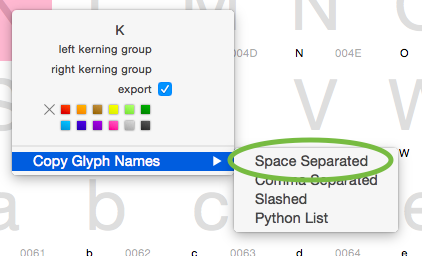 K
left kerning group
right kerning group
export
Copy Glyph Names
Space Separated
Comma Separated
Slashed
Python List
M N O
004D N 004E O
S V W
W
a b c d e
0061 b 0062 c 0063 d 0064 e